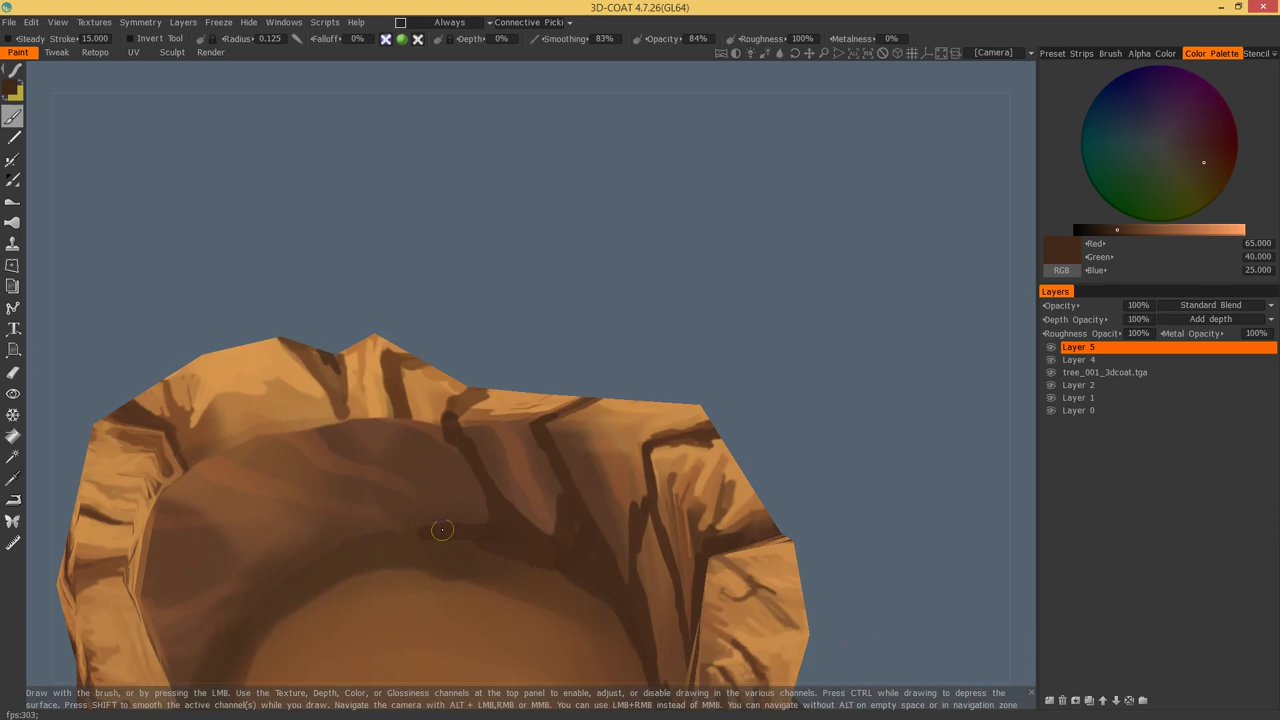 3D-COAT 4.7.26(GL64)
File Edit View Textures Symmetry Layers Freeze Hide Windows Scripts Help Always Connective Picki
Steady Stroke 15.000 Invert Tool Radius 0.125 Falloff 0% Depth 0% Smoothing 83% Opacity 84% Roughness 100% Metalness 0%
Paint Tweak Retopo UV Sculpt Render [Camera] Preset Strips Brush Alpha Color Color Palette Stencil
Red 65.000
Green 40.000
RGB Blue 25.000
Layers
Opacity 100% Standard Blend
Depth Opacity 100% Add depth
Roughness Opacit 100% Metal Opacity 100%
Layer 5
Layer 4
tree_001_3dcoat.tga
Layer 2
Layer 1
Layer 0
Draw with the brush, or by pressing the LMB. Use the Texture, Depth, Color, or Glossiness channels at the top panel to enable, adjust, or disable drawing in the various channels. Press CTRL while drawing to depress the
surface. Press SHIFT to smooth the active channel(s) while you draw. Navigate the camera with ALT + LMB,RMB or MMB. You can use LMB+RMB instead of MMB. You can navigate without ALT on empty space or in navigation zone
fps:303;